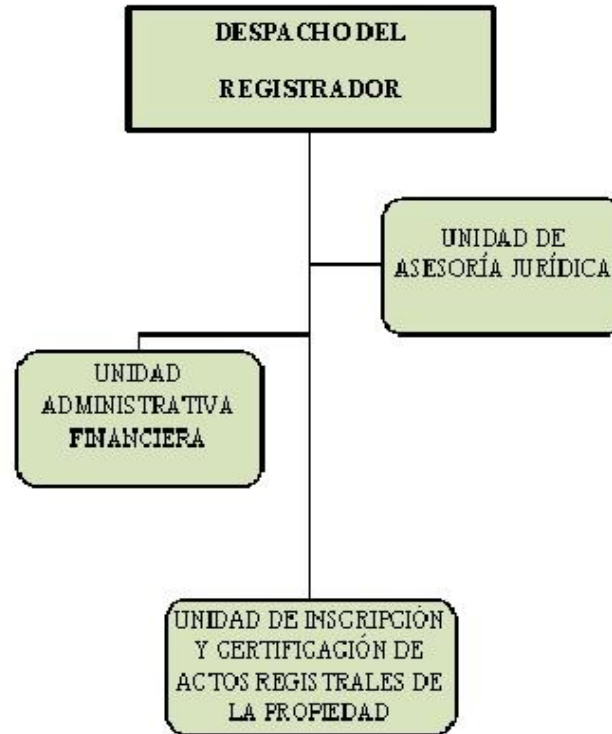 DESPACHO DEL
REGISTRADOR
UNIDAD DE
ASESORÍA JURÍDICA
UNIDAD
ADMINISTRATIVA
FINANCIERA
UNIDAD DE INSCRIPCIÓN
Y CERTIFICACIÓN DE
ACTOS REGISTRALES DE
LA PROPIEDAD